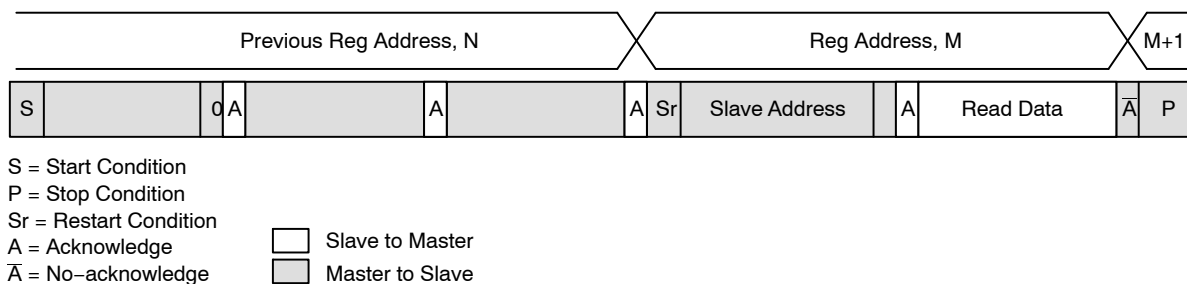 Previous Reg Address, N Reg Address, M M+1
S 0 A A A Sr Slave Address A Read Data A̅ P
S = Start Condition
P = Stop Condition
Sr = Restart Condition
A = Acknowledge
A̅ = No−acknowledge
Slave to Master
Master to Slave